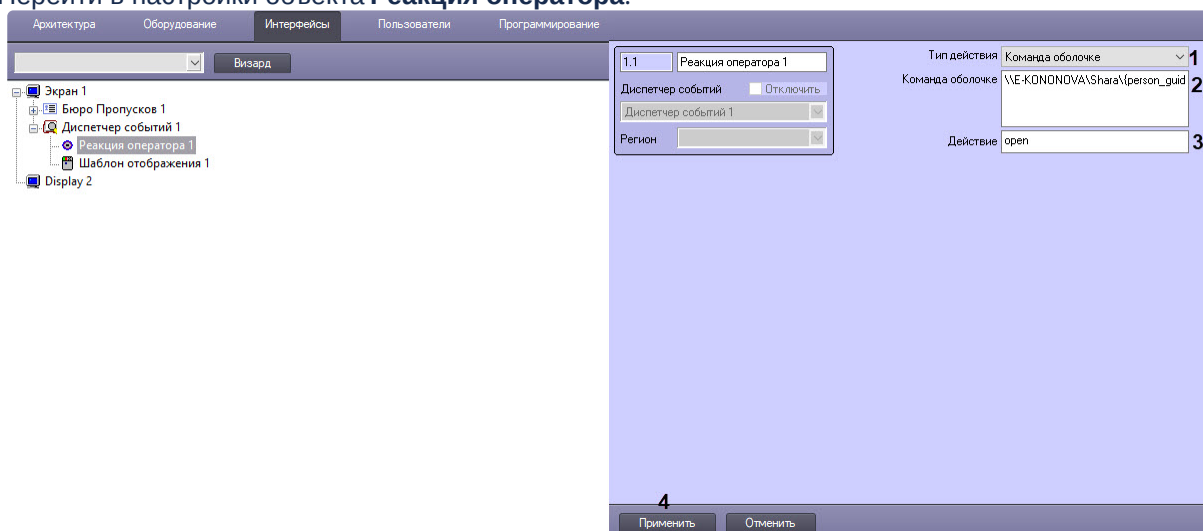 Перейти в настройки объекта Реакция оператора.
Архитектура Оборудование Интерфейсы Пользователи Программирование
Визард
Экран 1
Бюро Пропусков 1
Диспетчер событий 1
Реакция оператора 1
Шаблон отображения 1
Display 2
1.1 Реакция оператора 1
Диспетчер событий Отключить
Диспетчер событий 1
Регион
Тип действия Команда оболочке 1
Команда оболочке \\E-KONONOVA\Shara\{person_guid 2
Действие open 3
4
Применить Отменить